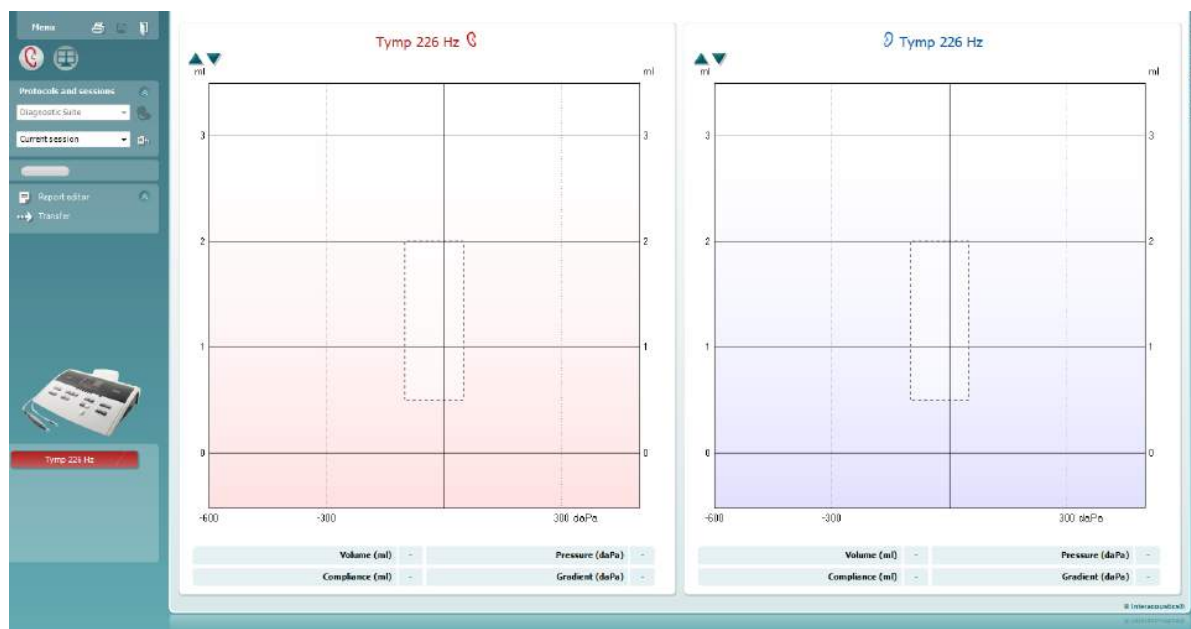 Menu
Protocols and sessions
Diagnostic Suite
Current session
Report editor
Transfer
Tymp 226 Hz
Tymp 226 Hz
ml ml
3 3
2 2
1 1
0 0
-600 -300 300 daPa
Volume (ml) - Pressure (daPa) -
Compliance (ml) - Gradient (daPa) -
Tymp 226 Hz
ml ml
3 3
2 2
1 1
0 0
-600 -300 300 daPa
Volume (ml) - Pressure (daPa) -
Compliance (ml) - Gradient (daPa) -
© Interacoustics®